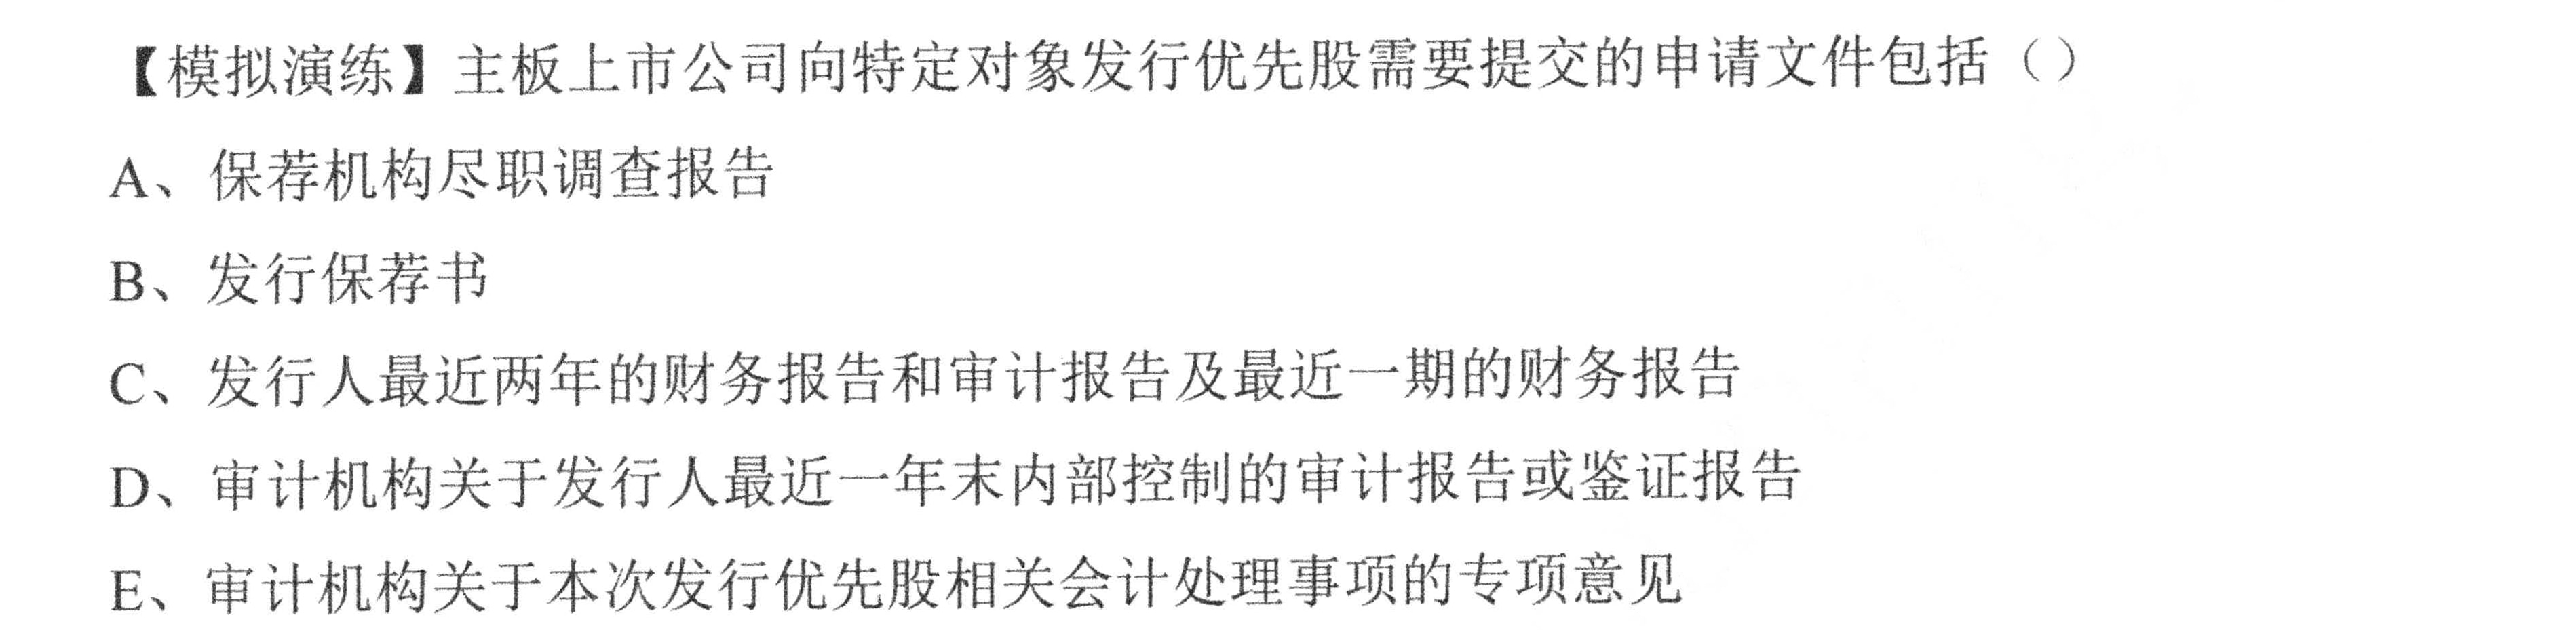 【模拟演练】主板上市公司向特定对象发行优先股需要提交的申请文件包括（）
A、保荐机构尽职调查报告
B、发行保荐书
C、发行人最近两年的财务报告和审计报告及最近一期的财务报告
D、审计机构关于发行人最近一年末内部控制的审计报告或鉴证报告
E、审计机构关于本次发行优先股相关会计处理事项的专项意见